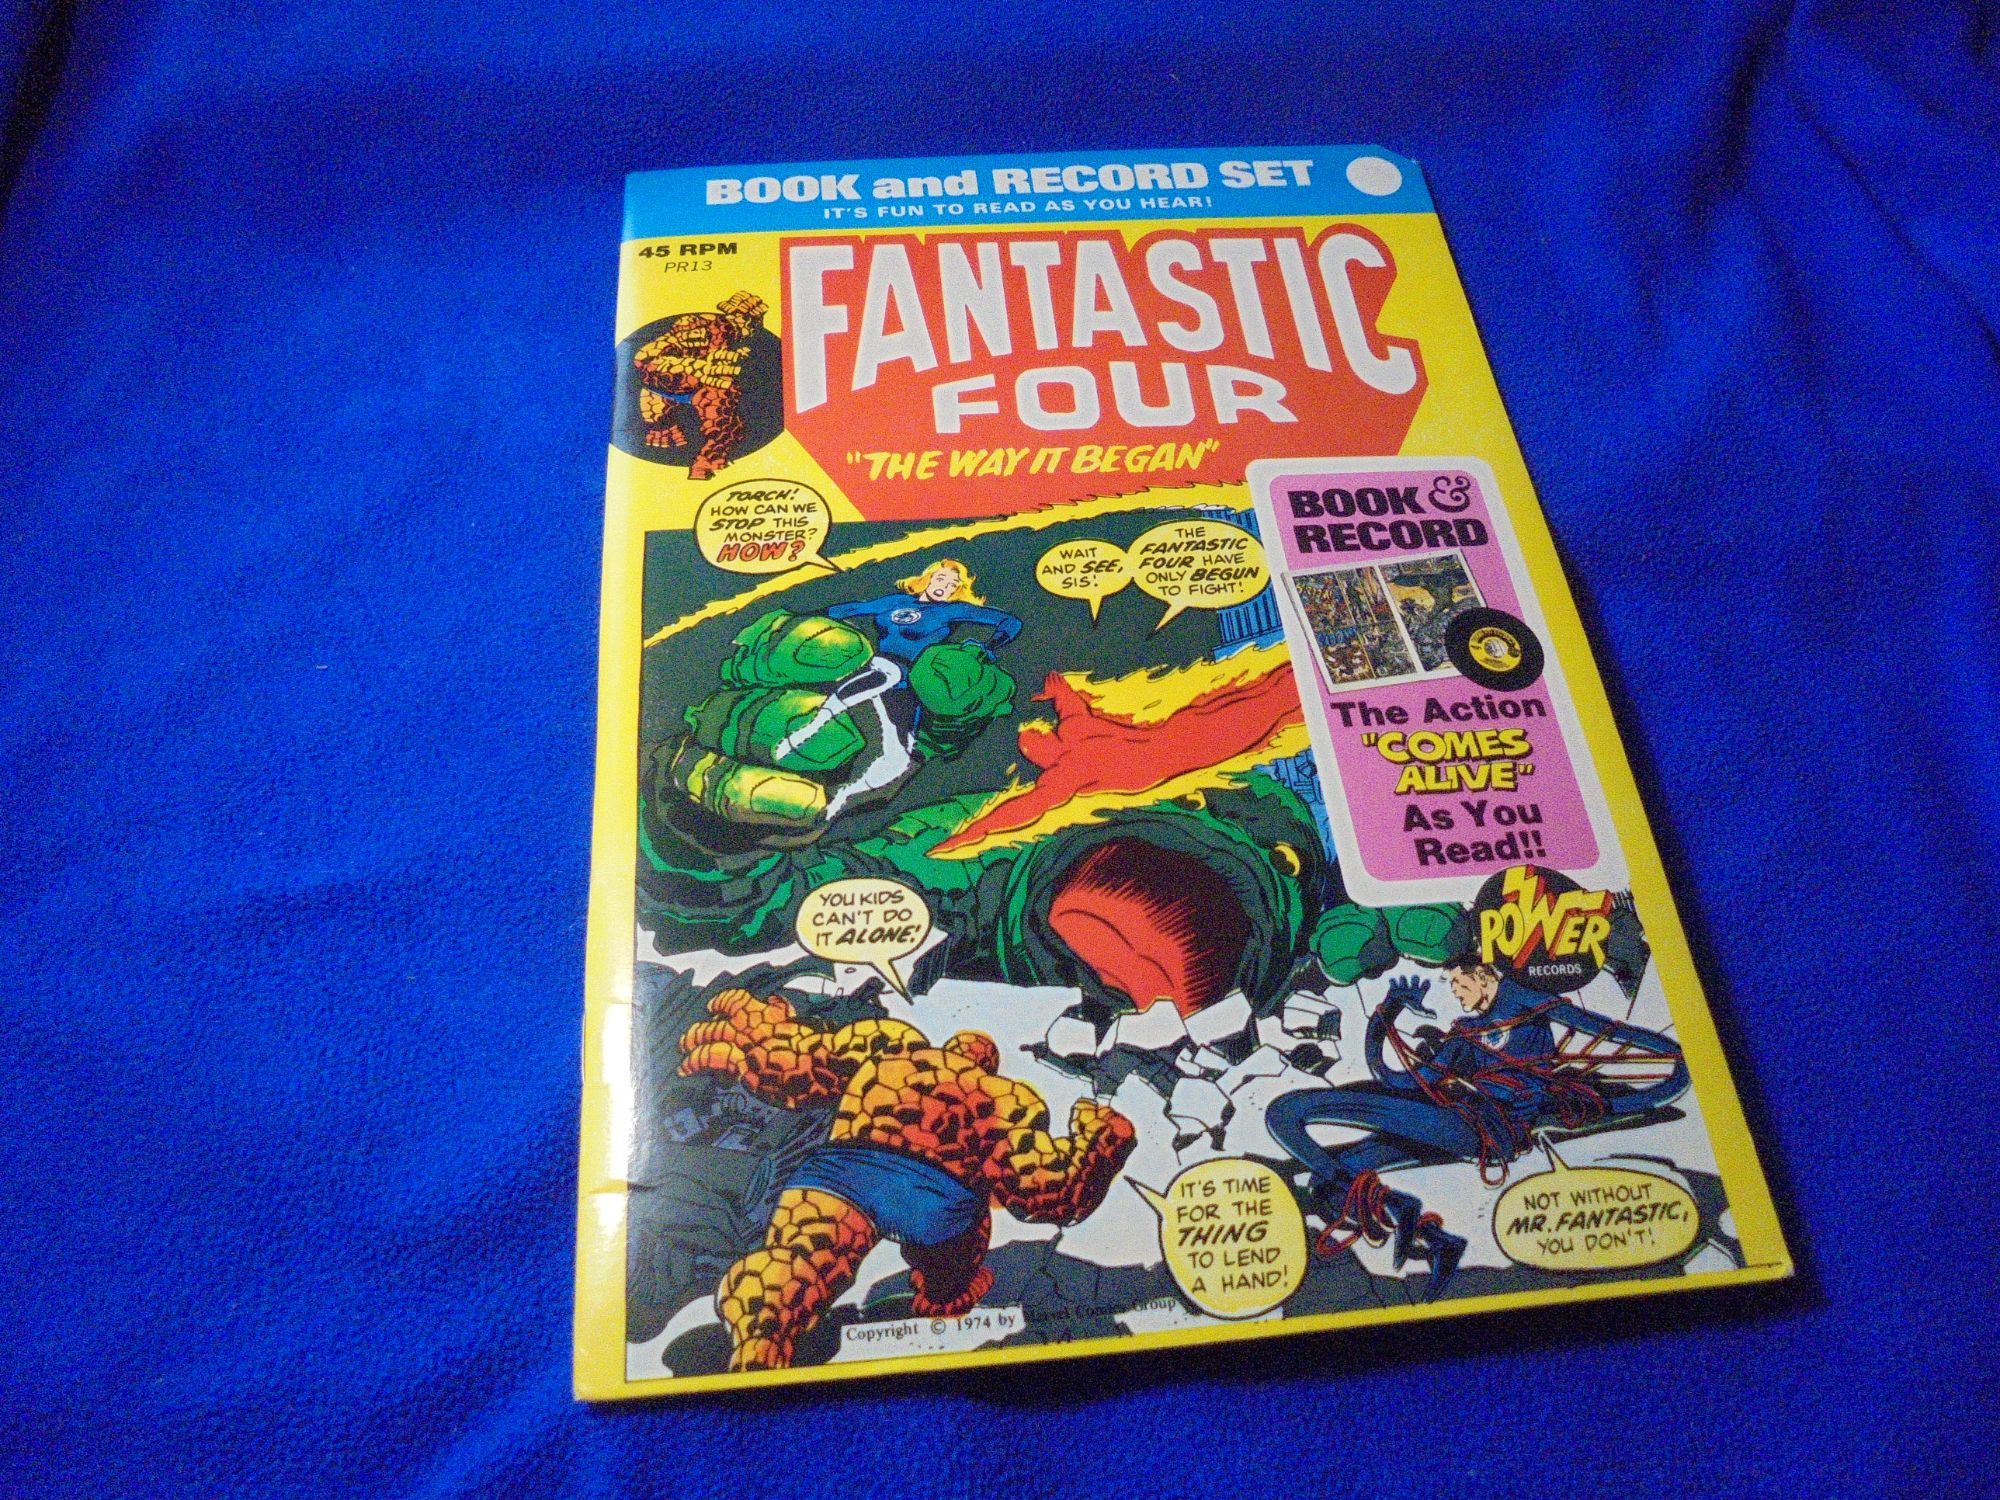 BOOK and RECORD SET
IT'S FUN TO READ AS YOU HEAR!
45 RPM
PR13
FANTASTIC
FOUR
"THE WAY IT BEGAN"
TORCH!
HOW CAN WE
STOP THIS
MONSTER?
HOW?
WAIT
AND SEE,
SIS!
THE
FANTASTIC
FOUR HAVE
ONLY BEGUN
TO FIGHT!
BOOK &
RECORD
The Action
"COMES
ALIVE"
As You
Read!!
POWER
RECORDS
YOU KIDS
CAN'T DO
IT ALONE!
IT'S TIME
FOR THE
THING
TO LEND
A HAND!
NOT WITHOUT
MR. FANTASTIC,
YOU DON'T!
Copyright © 1974 by Marvel Comics Group